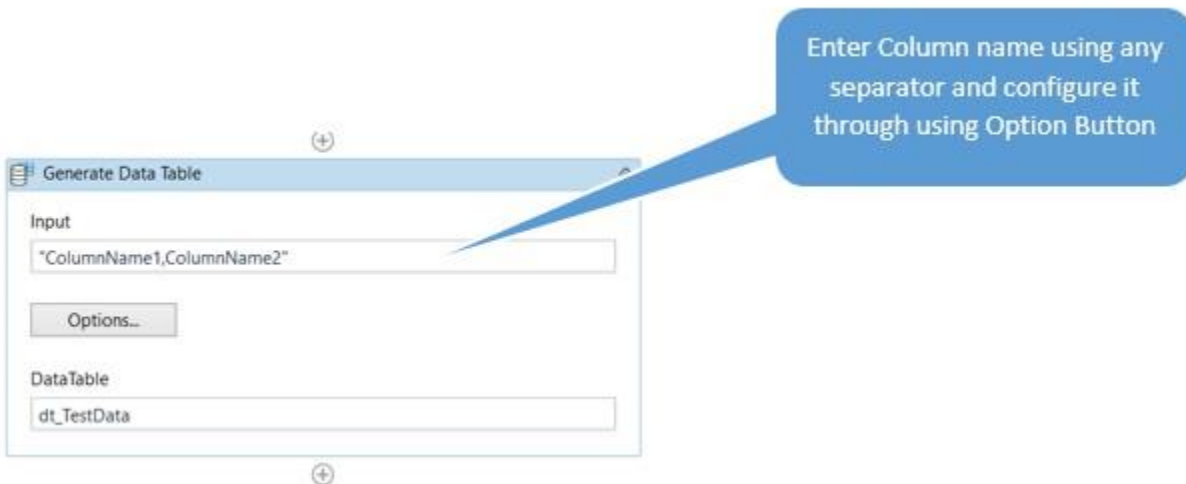 Enter Column name using any
separator and configure it
through using Option Button
Generate Data Table
Input
"ColumnName1,ColumnName2"
Options...
DataTable
dt_TestData